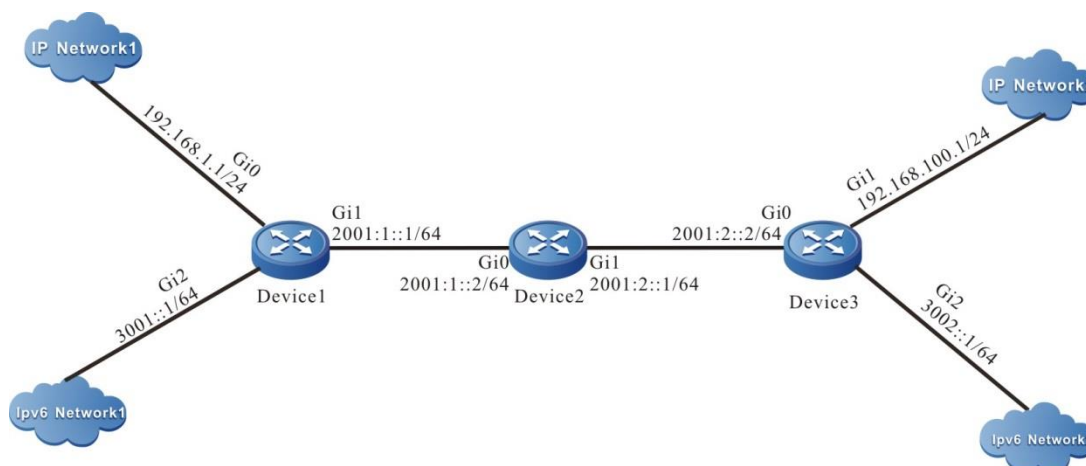 IP Network1
IP Network
192.168.1.1/24
Gi0
Gi1
192.168.100.1/24
Gi1
2001:1::1/64
Gi0
2001:2::2/64
Gi0
2001:1::2/64
Gi1
2001:2::1/64
Device1
Device2
Device3
Gi2
3001::1/64
Gi2
3002::1/64
Ipv6 Network1
Ipv6 Network